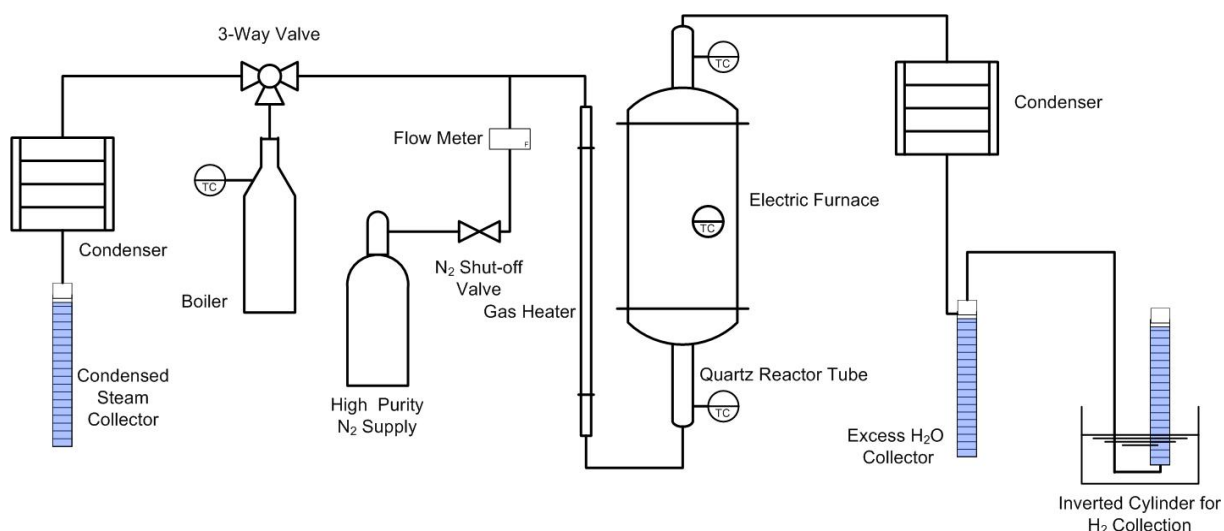 3-Way Valve
TC
Condenser
Flow Meter
F
Condenser
TC
Electric Furnace
TC
Condenser
N₂ Shut-off
Valve
Boiler
Gas Heater
Condensed
Steam
Collector
High Purity
N₂ Supply
Quartz Reactor Tube
TC
Excess H₂O
Collector
Inverted Cylinder for
H₂ Collection